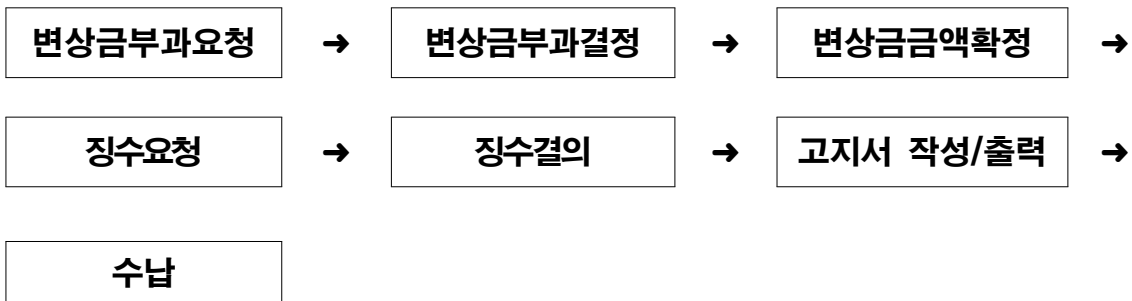 변상금부과요청 → 변상금부과결정 → 변상금금액확정 →
징수요청 → 징수결의 → 고지서 작성/출력 →
수납